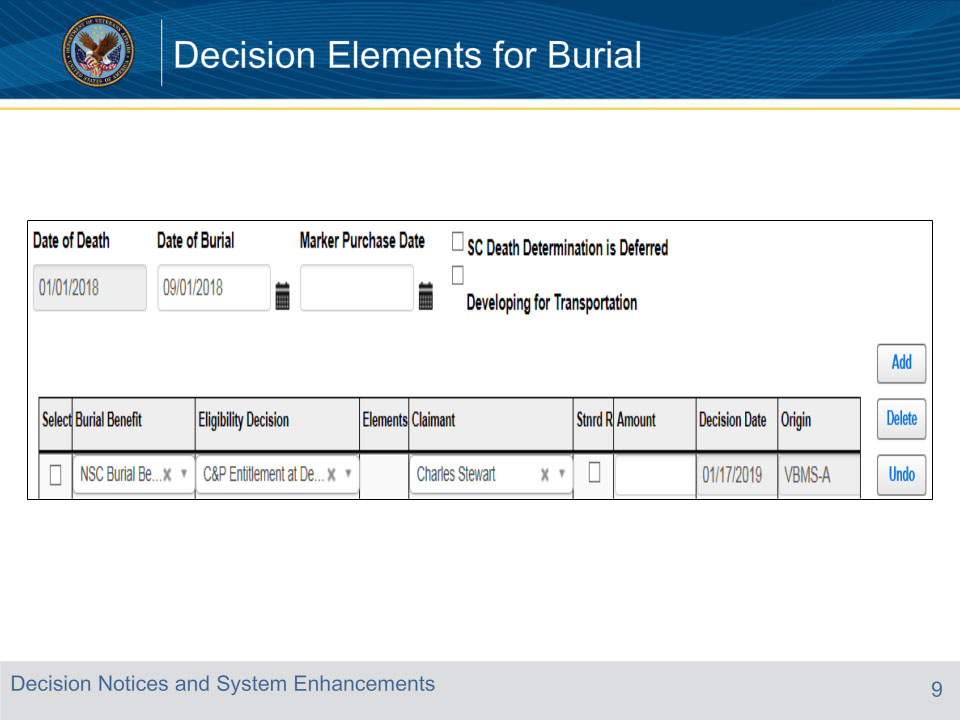 Decision Elements for Burial
Date of Death
Date of Burial
Marker Purchase Date
SC Death Determination is Deferred
01/01/2018
09/01/2018
Developing for Transportation
Add
Select Burial Benefit Eligibility Decision Elements Claimant Stnrd R Amount Decision Date Origin
Delete
NSC Burial Be... C&P Entitlement at De... Charles Stewart 01/17/2019 VBMS-A
Undo
Decision Notices and System Enhancements
9